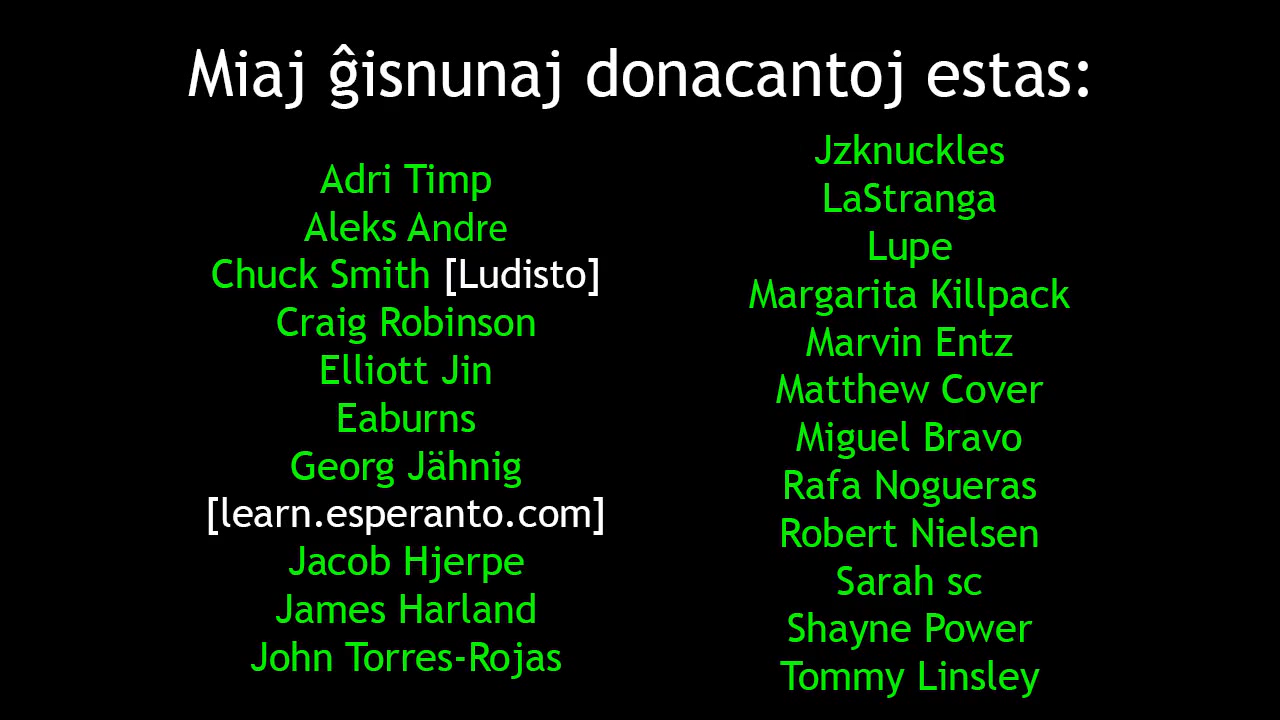 Miaj ĝisnunaj donacantoj estas:
Adri Timp
Aleks Andre
Chuck Smith [Ludisto]
Craig Robinson
Elliott Jin
Eaburns
Georg Jähnig
[learn.esperanto.com]
Jacob Hjerpe
James Harland
John Torres-Rojas
Jzknuckles
LaStranga
Lupe
Margarita Killpack
Marvin Entz
Matthew Cover
Miguel Bravo
Rafa Nogueras
Robert Nielsen
Sarah sc
Shayne Power
Tommy Linsley